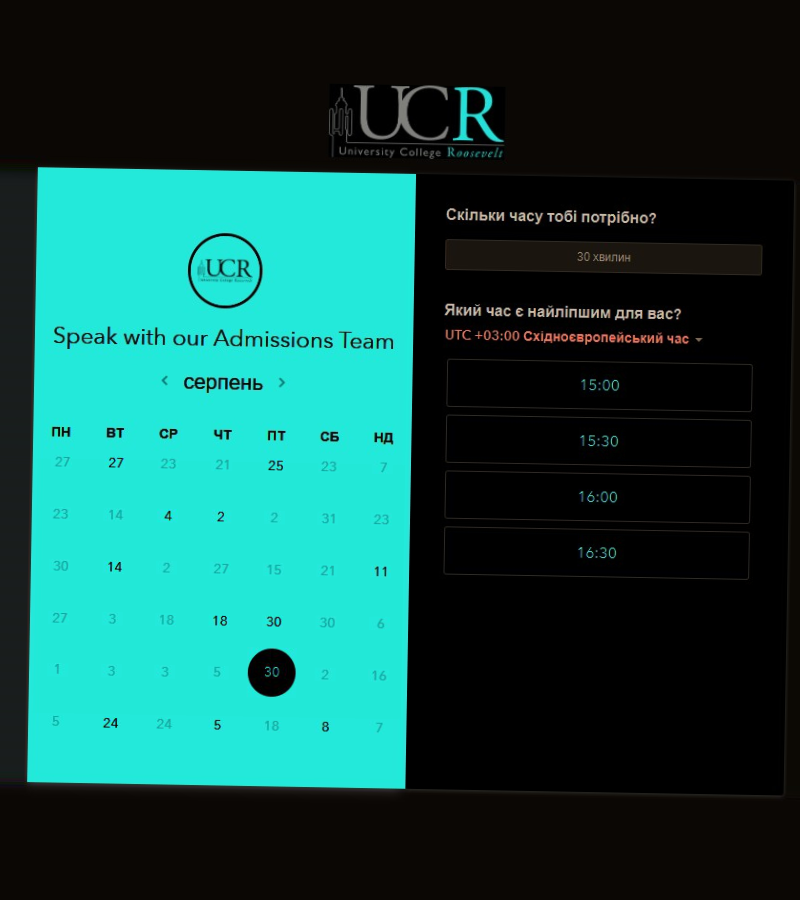 UCR
University College Roosevelt
UCR
University College Roosevelt
Speak with our Admissions Team
серпень
ПН ВТ СР ЧТ ПТ СБ НД
27 27 23 21 25 23 7
23 14 4 2 2 31 23
30 14 2 27 15 21 11
27 3 18 18 30 30 6
1 3 3 5 30 2 16
5 24 24 5 18 8 7
Скільки часу тобі потрібно?
30 хвилин
Який час є найліпшим для вас?
UTC +03:00 Східноєвропейський час
15:00
15:30
16:00
16:30